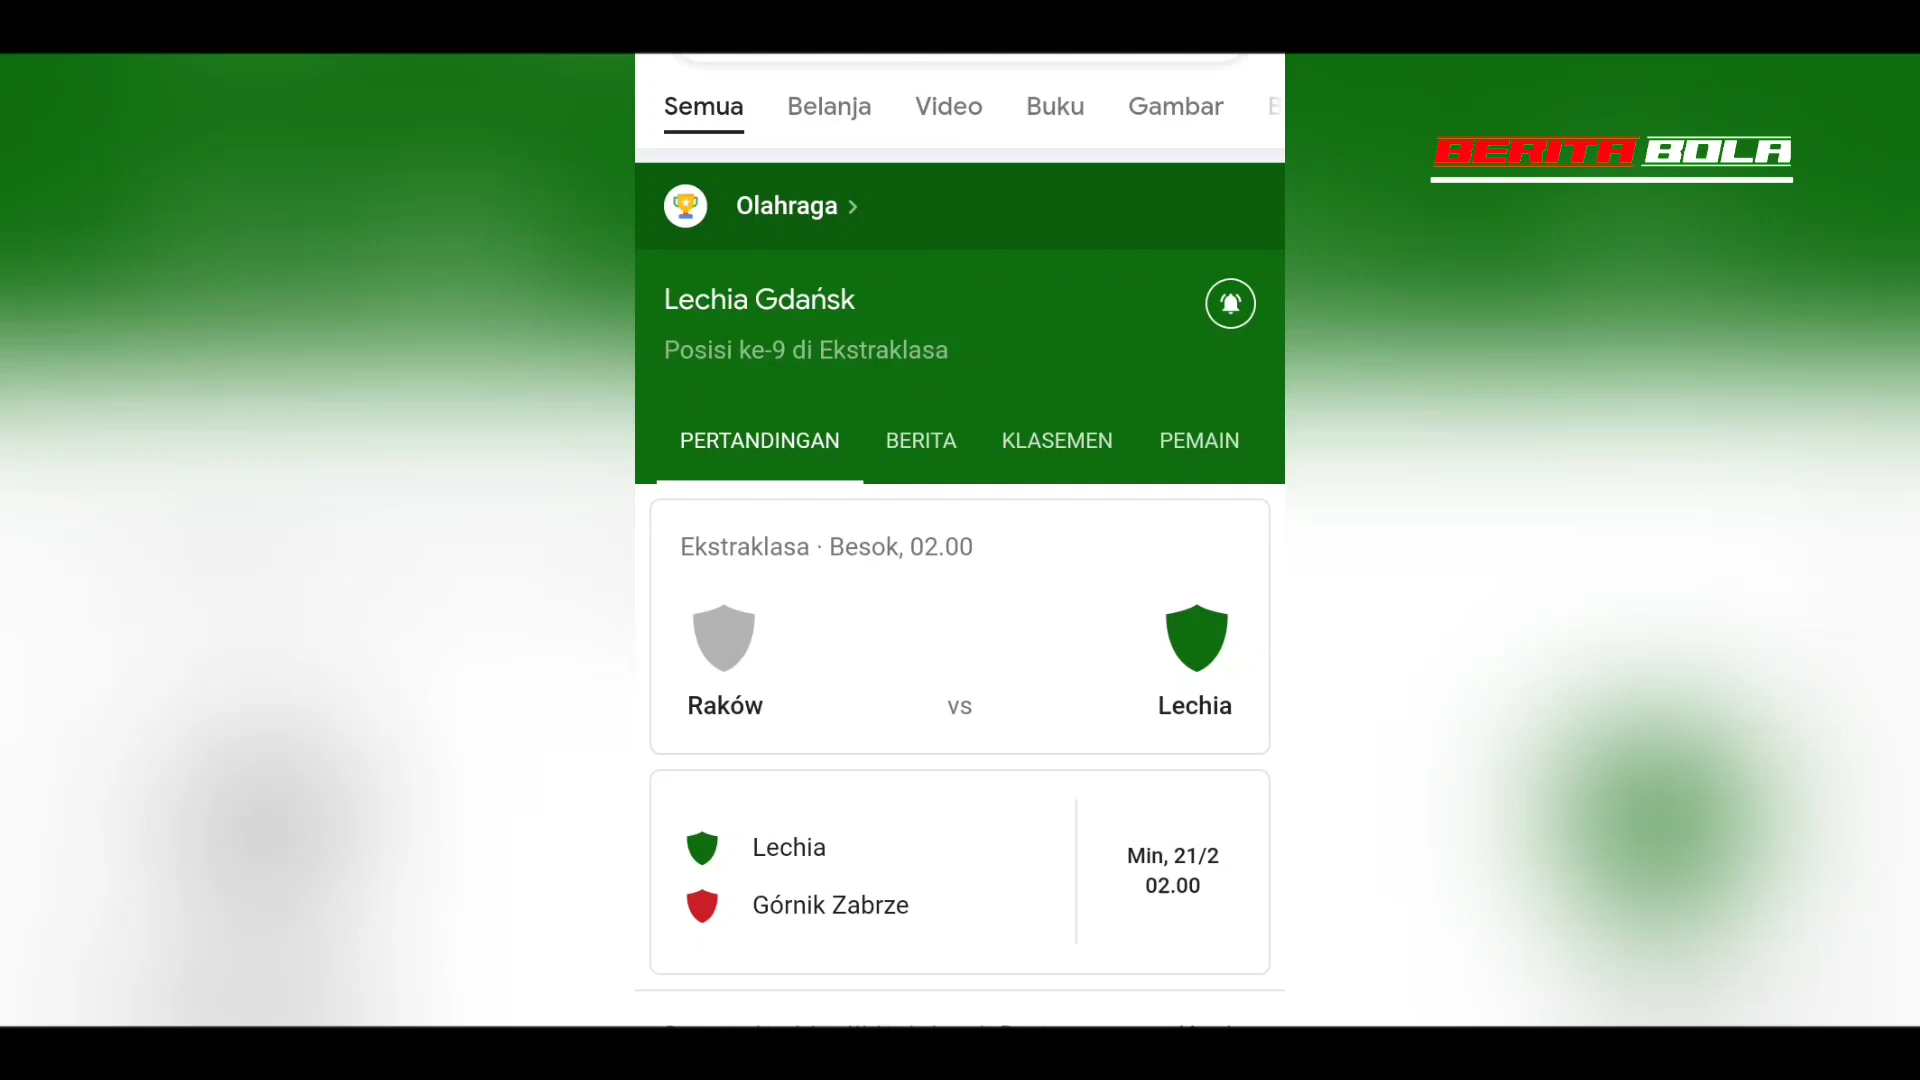 Semua Belanja Video Buku Gambar
BERITA BOLA
Olahraga
Lechia Gdańsk
Posisi ke-9 di Ekstraklasa
PERTANDINGAN BERITA KLASEMEN PEMAIN
Ekstraklasa · Besok, 02.00
Raków vs Lechia
Lechia
Górnik Zabrze
Min, 21/2
02.00